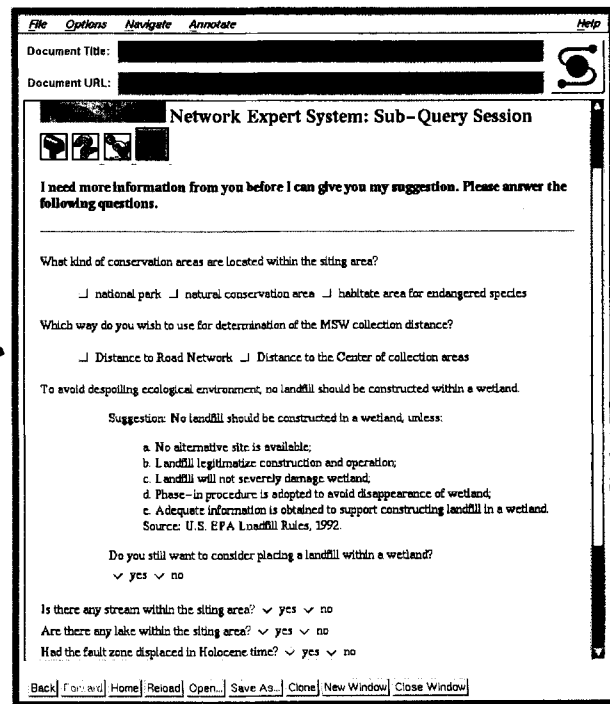 File Options Navigate Annotate Help
Document Title:
Document URL:
Network Expert System: Sub-Query Session
I need more information from you before I can give you my suggestion. Please answer the
following questions.
What kind of conservation areas are located within the siting area?
national park natural conservation area habitate area for endangered species
Which way do you wish to use for determination of the MSW collection distance?
Distance to Road Network Distance to the Center of collection areas
To avoid despoiling ecological environment, no landfill should be constructed within a wetland.
Suggestion: No landfill should be constructed in a wetland, unless:
a. No alternative site is available;
b. Landfill legitimatize construction and operation;
c. Landfill will not severely damage wetland;
d. Phase-in procedure is adopted to avoid disappearance of wetland;
e. Adequate information is obtained to support constructing landfill in a wetland.
Source: U.S. EPA Landfill Rules, 1992.
Do you still want to consider placing a landfill within a wetland?
yes no
Is there any stream within the siting area? yes no
Are there any lake within the siting area? yes no
Had the fault zone displaced in Holocene time? yes no
Back Forward Home Reload Open... Save As... Clone New Window Close Window